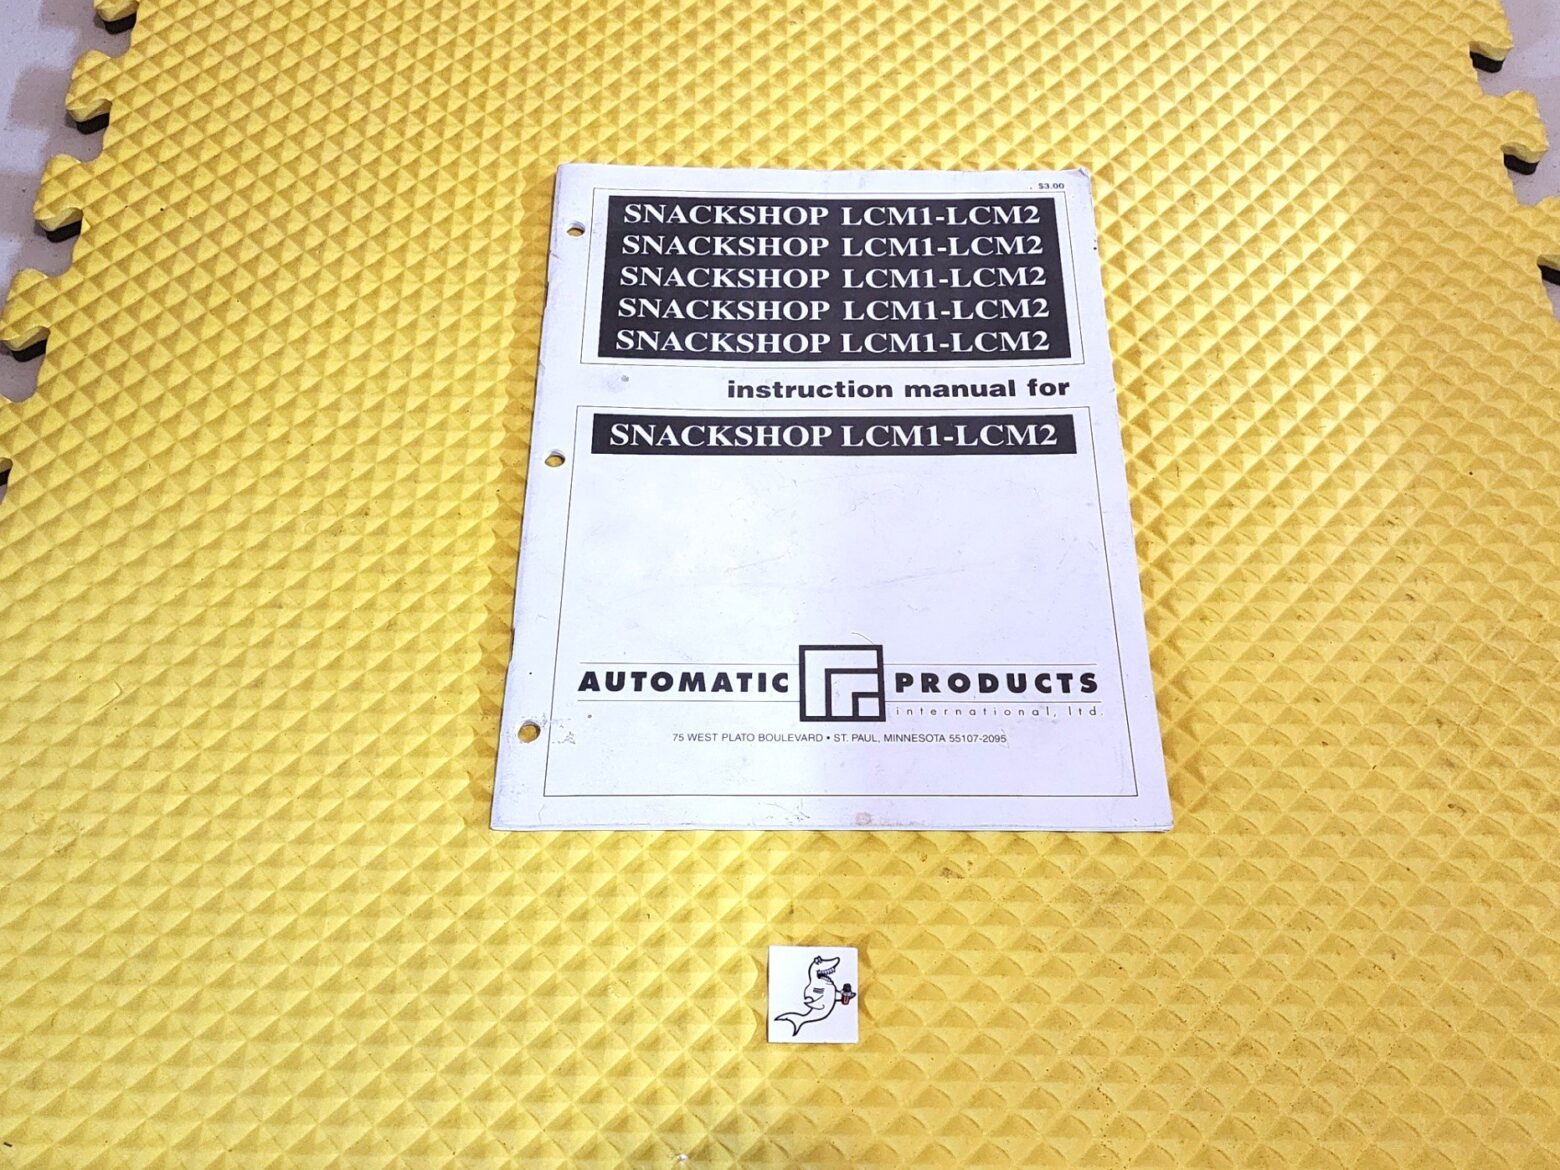 $3.00
SNACKSHOP LCM1-LCM2
SNACKSHOP LCM1-LCM2
SNACKSHOP LCM1-LCM2
SNACKSHOP LCM1-LCM2
SNACKSHOP LCM1-LCM2
instruction manual for
SNACKSHOP LCM1-LCM2
AUTOMATIC PRODUCTS
international, ltd.
75 WEST PLATO BOULEVARD • ST. PAUL, MINNESOTA 55107-2095